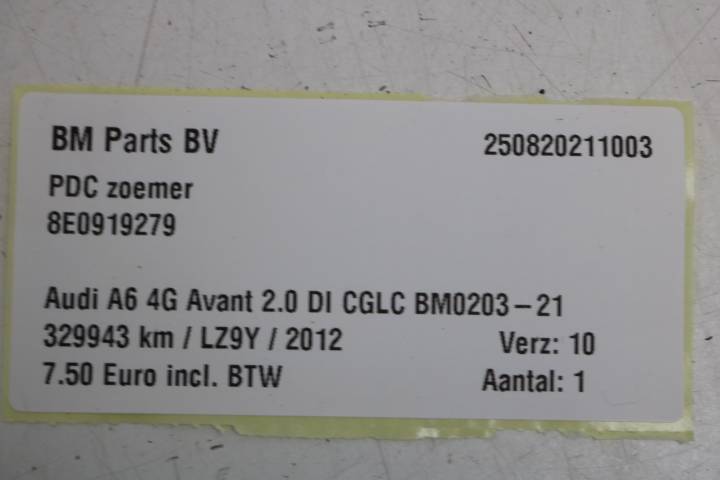 BM Parts BV 250820211003
PDC zoemer
8E0919279
Audi A6 4G Avant 2.0 DI CGLC BM0203-21
329943 km / LZ9Y / 2012 Verz: 10
7.50 Euro incl. BTW Aantal: 1